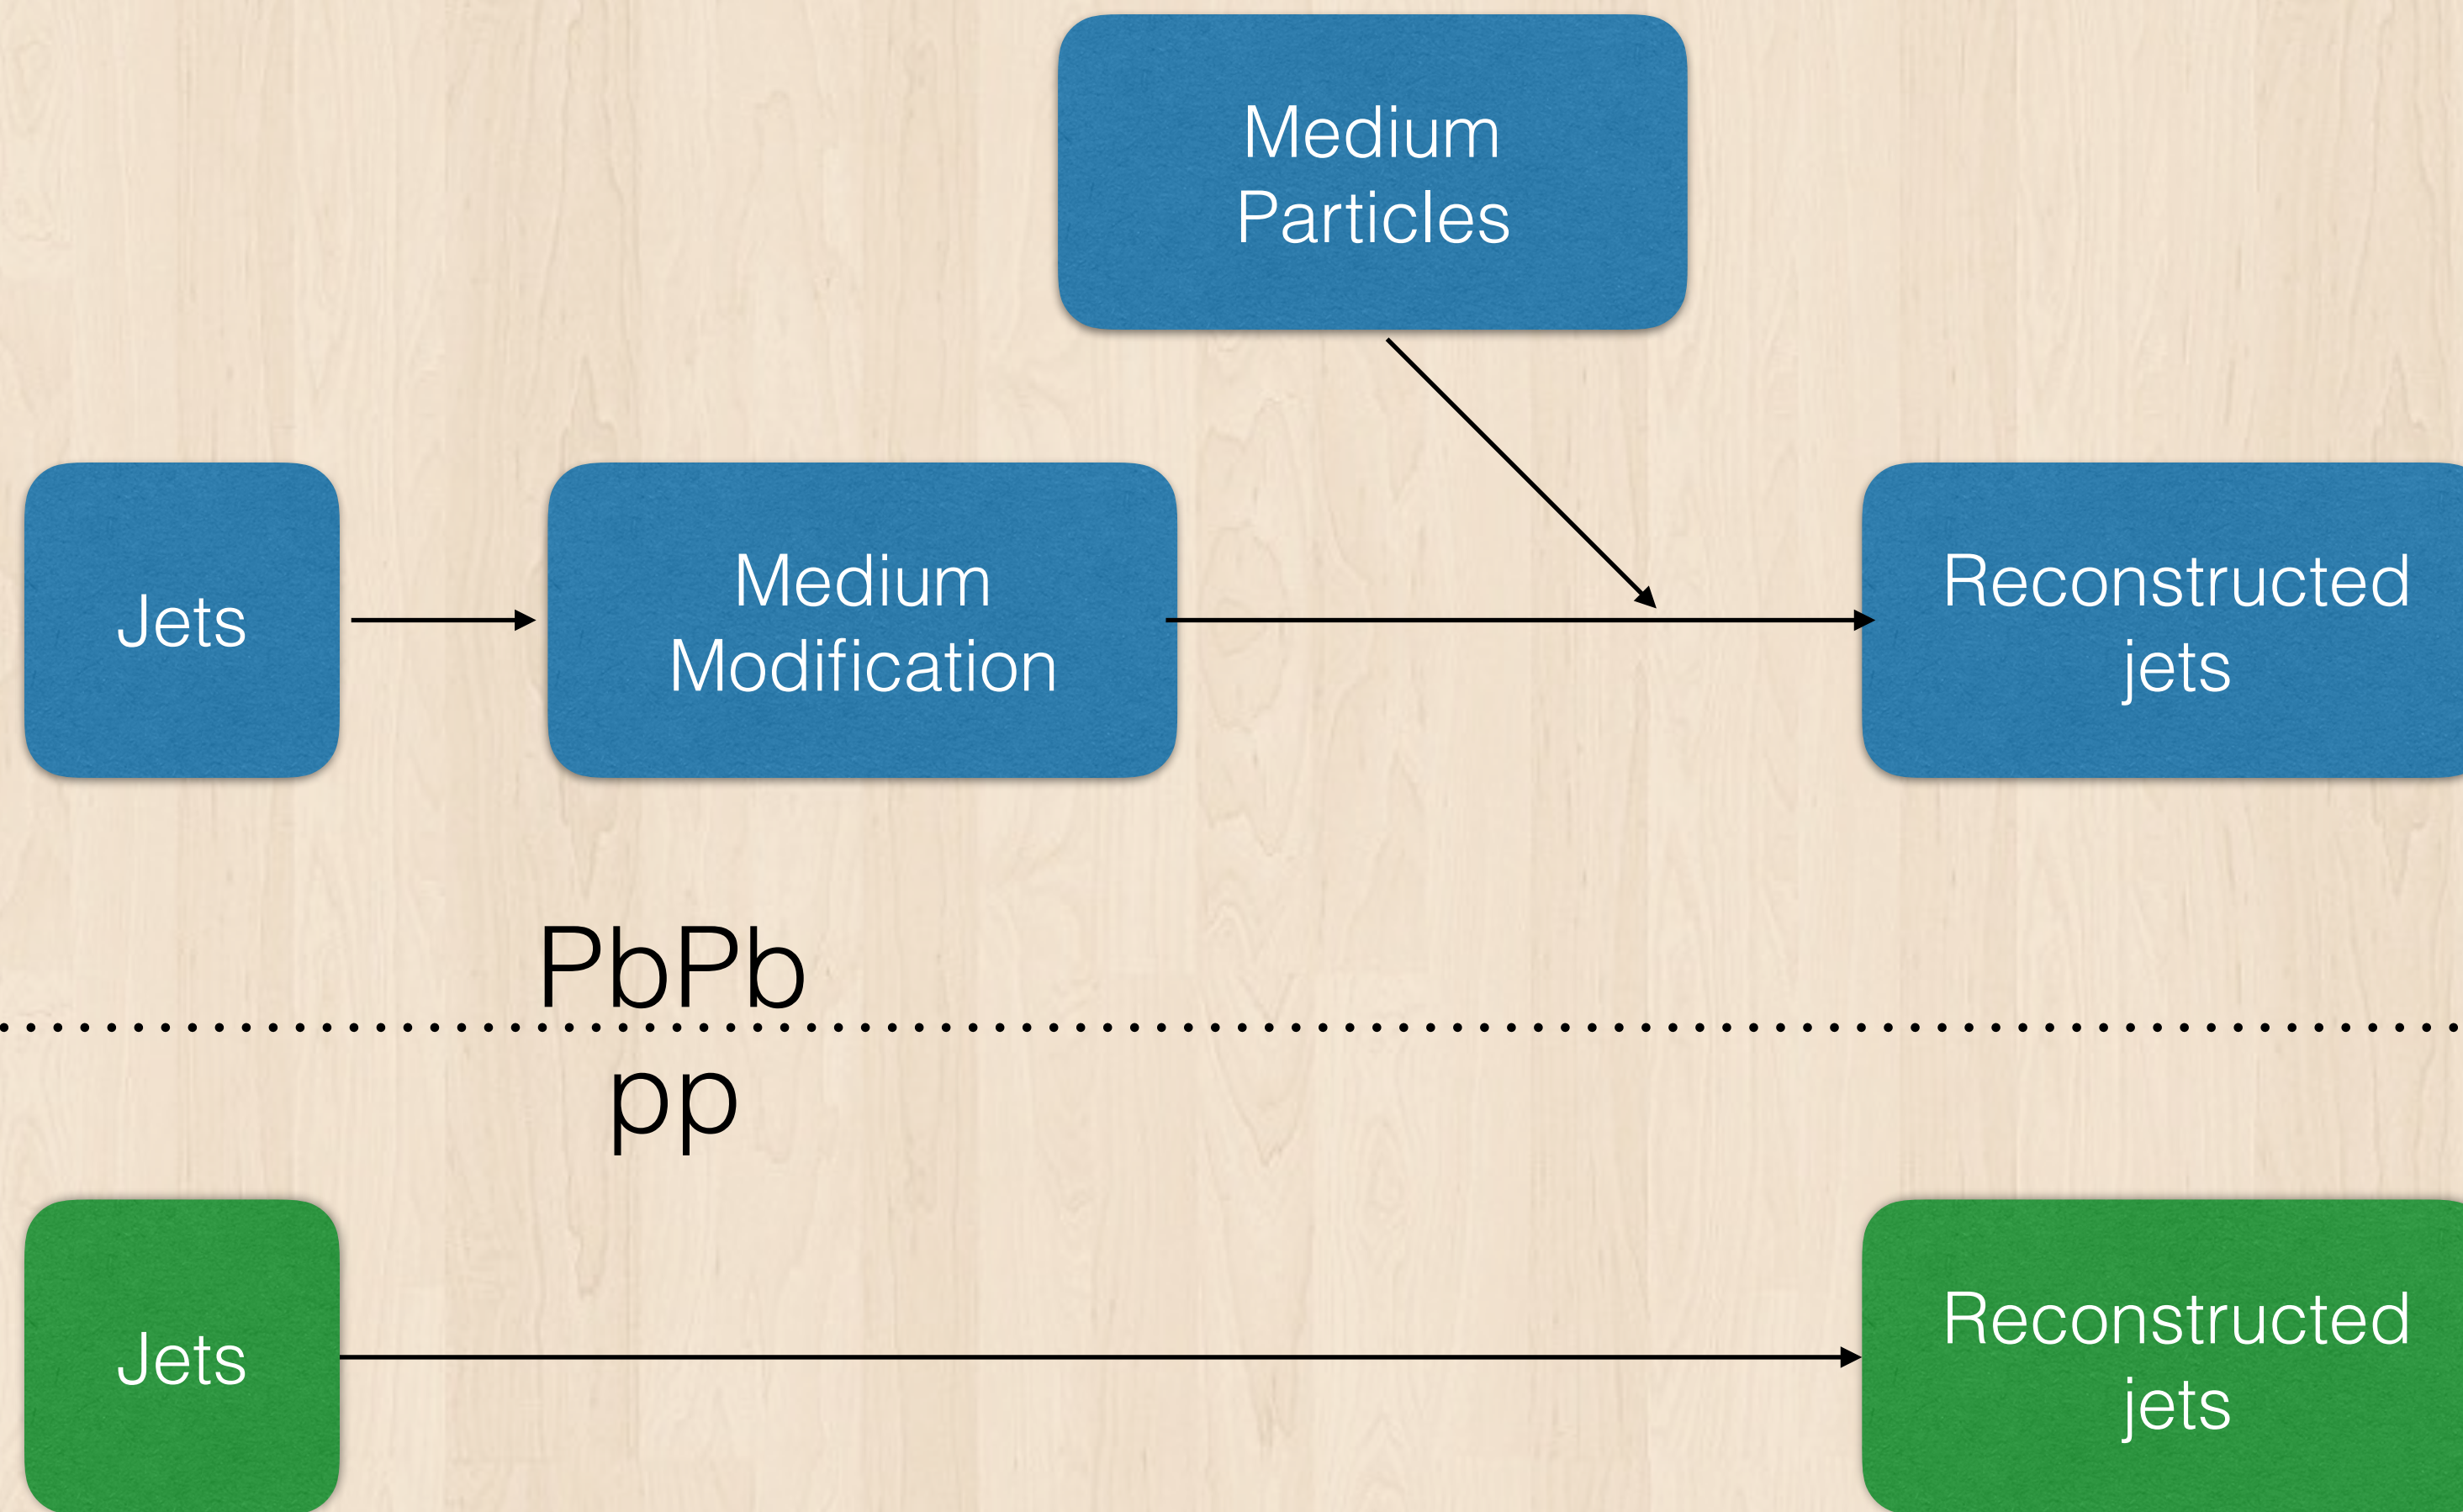 Medium
Particles
Jets
Medium
Modification
Reconstructed
jets
PbPb
pp
Jets
Reconstructed
jets